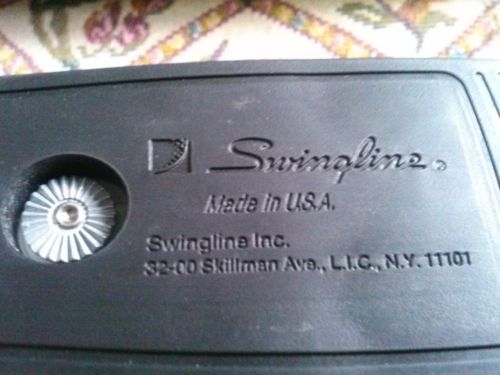 Swingline®
Made in U.S.A.
Swingline Inc.
32-00 Skillman Ave., L.I.C., N.Y. 11101